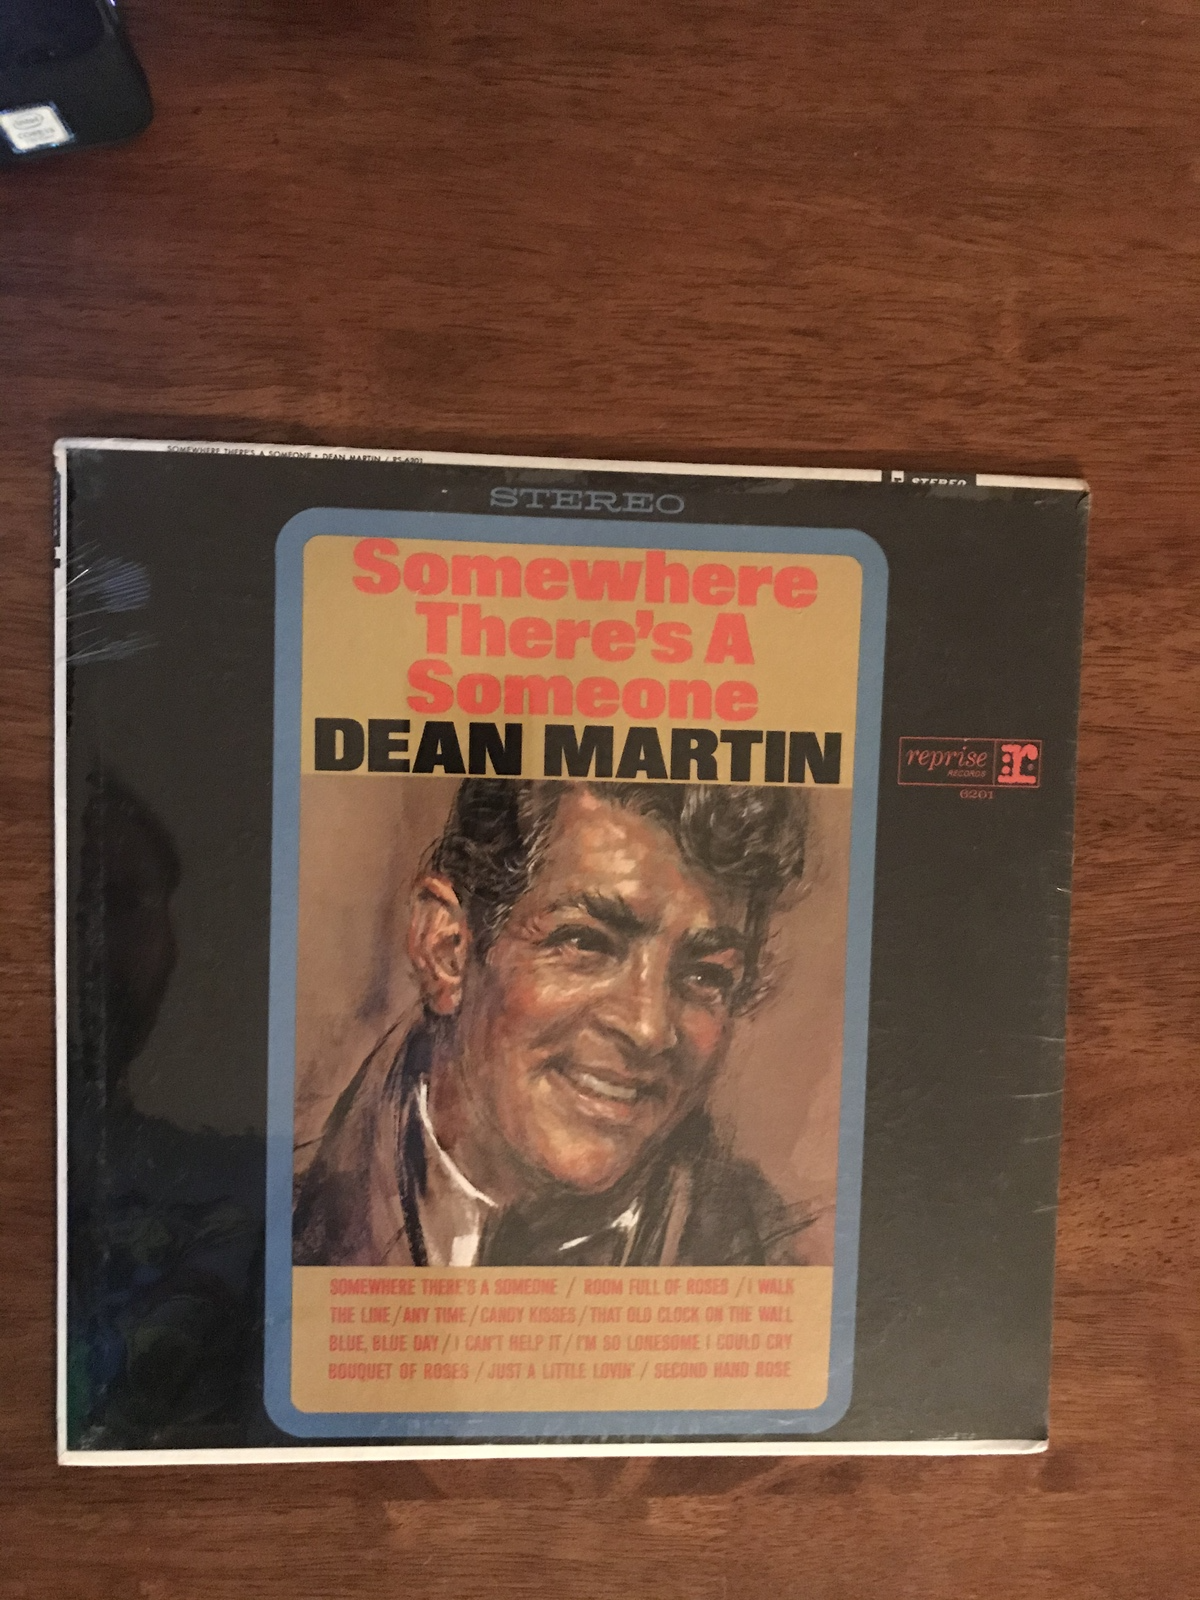 intel
SOMEWHERE THERE'S A SOMEONE • DEAN MARTIN / RS-6201
STEREO
STEREO
Somewhere
There's A
Someone
DEAN MARTIN
reprise
RECORDS
r:
6201
SOMEWHERE THERE'S A SOMEONE / ROOM FULL OF ROSES / I WALK
THE LINE / ANY TIME / CANDY KISSES / THAT OLD CLOCK ON THE WALL
BLUE, BLUE DAY / I CAN'T HELP IT / I'M SO LONESOME I COULD CRY
BOUQUET OF ROSES / JUST A LITTLE LOVIN' / SECOND HAND ROSE